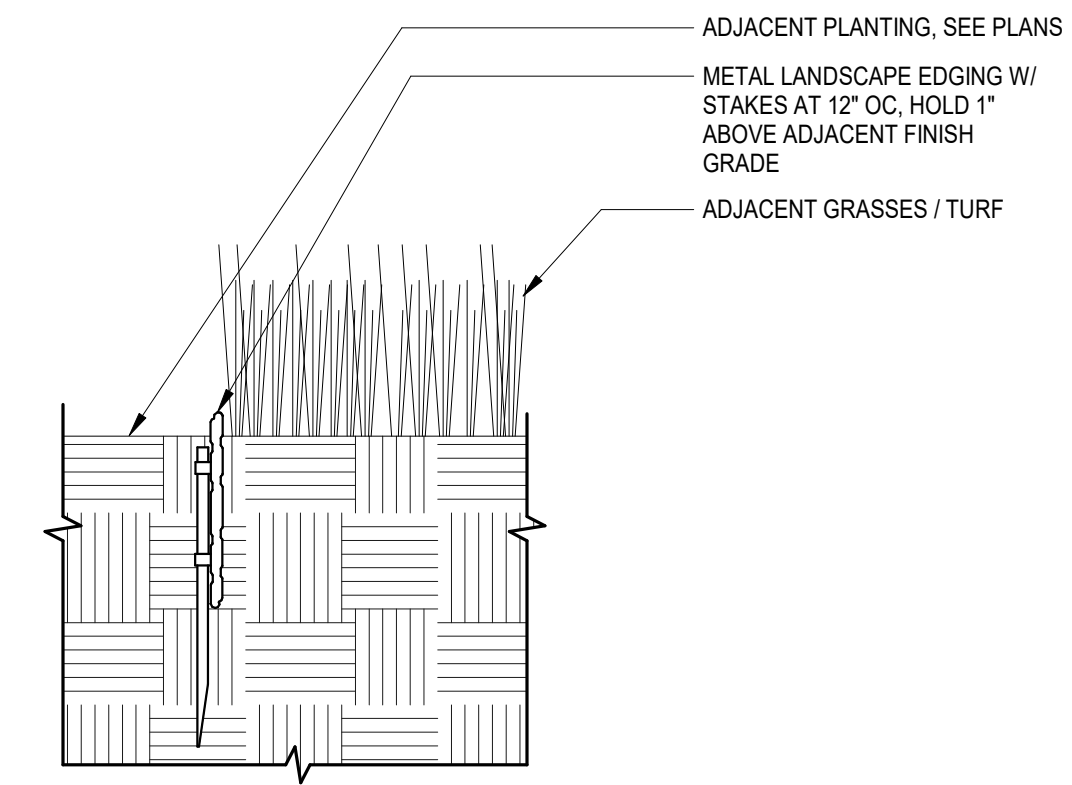 ADJACENT PLANTING, SEE PLANS
METAL LANDSCAPE EDGING W/
STAKES AT 12" OC, HOLD 1"
ABOVE ADJACENT FINISH
GRADE
ADJACENT GRASSES / TURF